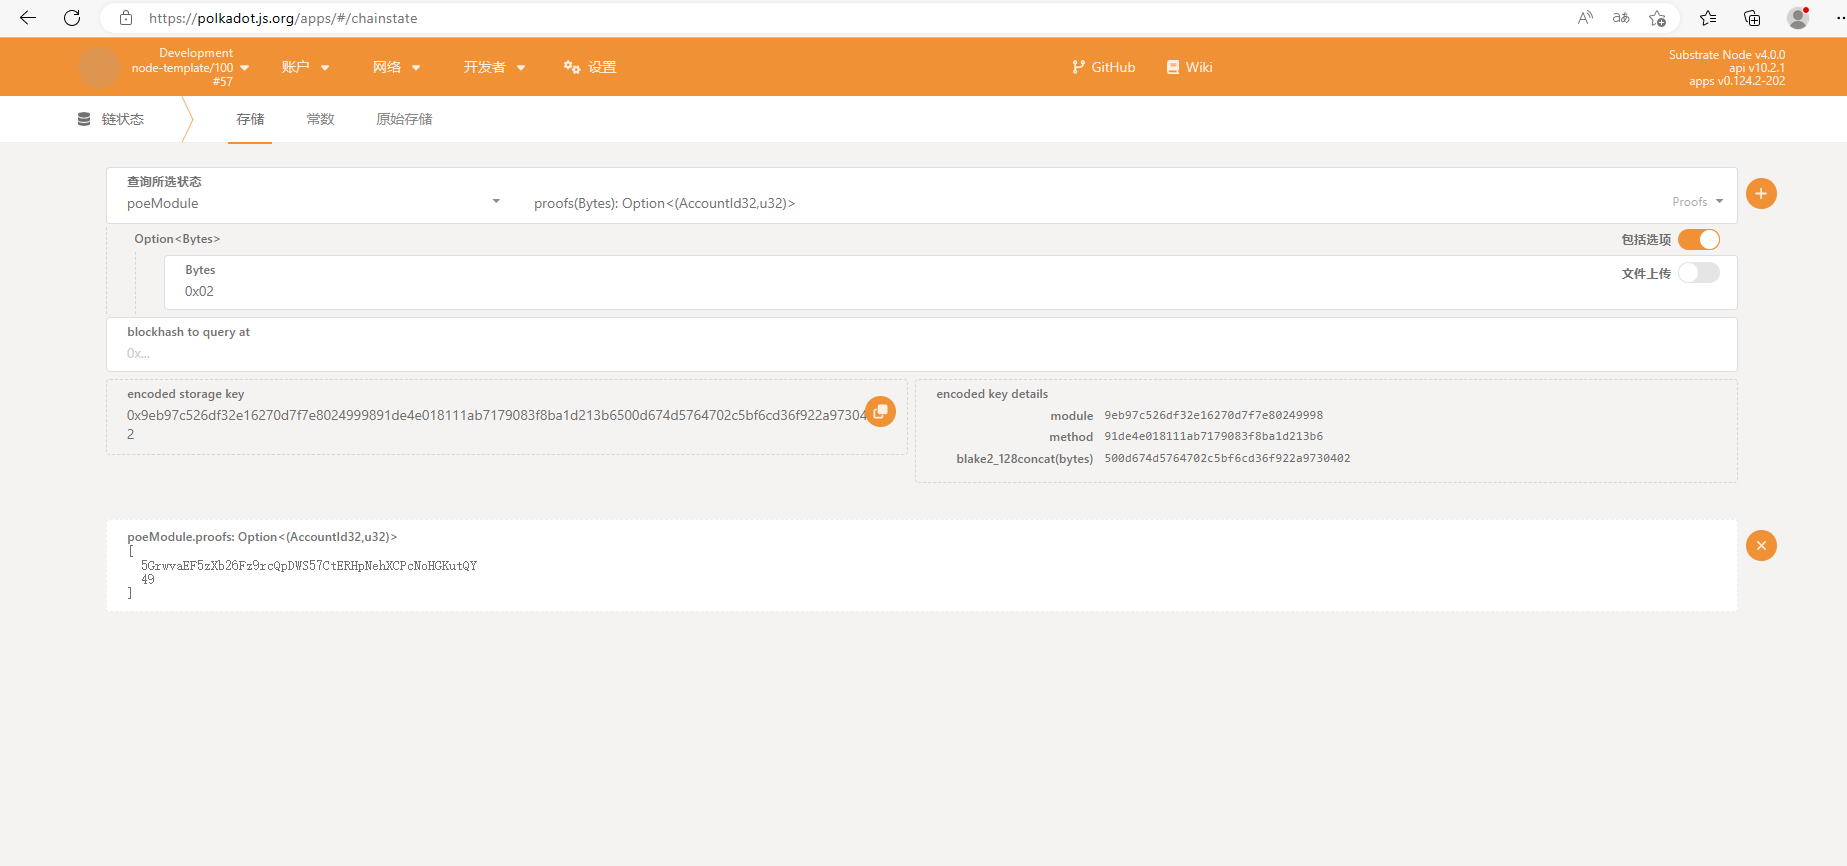 https://polkadot.js.org/apps/#/chainstate
Development
node-template/100
#57
账户
网络
开发者
设置
GitHub
Wiki
Substrate Node v4.0.0
api v10.2.1
apps v0.124.2-202
链状态
存储
常数
原始存储
查询所选状态
poeModule
proofs(Bytes): Option<(AccountId32,u32)>
Proofs
Option<Bytes>
包括选项
Bytes
0x02
文件上传
blockhash to query at
0x...
encoded storage key
0x9eb97c526df32e16270d7f7e8024999891de4e018111ab7179083f8ba1d213b6500d674d5764702c5bf6cd36f922a97304
2
encoded key details
module 9eb97c526df32e16270d7f7e80249998
method 91de4e018111ab7179083f8ba1d213b6
blake2_128concat(bytes) 500d674d5764702c5bf6cd36f922a9730402
poeModule.proofs: Option<(AccountId32,u32)>
[
5GrwvaEF5zXb26Fz9rcQpDWS57CtERHpNehXCPcNoHGKutQY
49
]